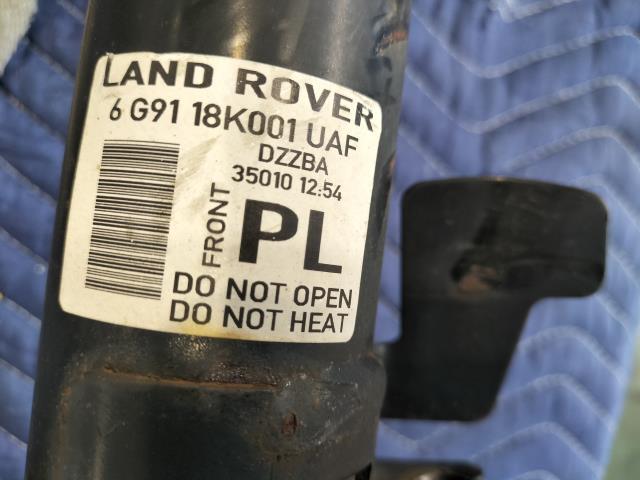 LAND ROVER
6 G91 18K001 UAF
DZZBA
35010 12:54
FRONT
PL
DO NOT OPEN
DO NOT HEAT